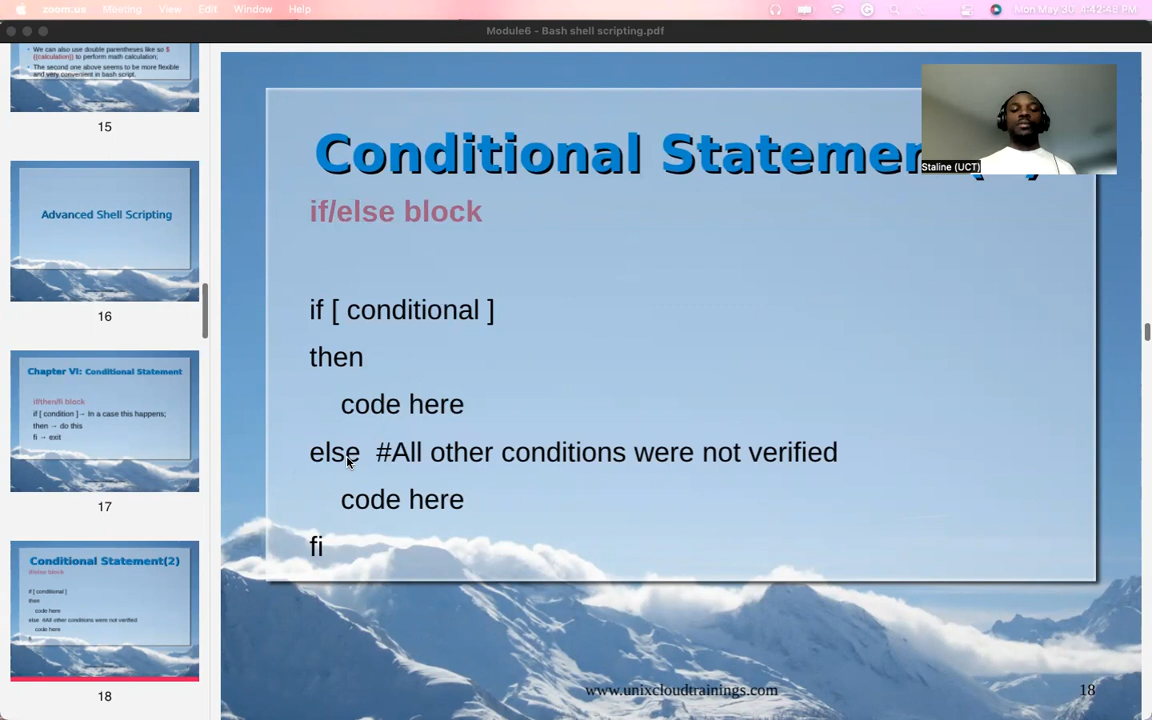 zoom.us Meeting View Edit Window Help
Mon May 30 4:42:48 PM
Module6 - Bash shell scripting.pdf
We can also use double parentheses like so $
((calculation)) to perform math calculation;
The second one above seems to be more flexible
and very convenient in bash script.
15
Advanced Shell Scripting
16
Chapter VI: Conditional Statement
if/then/fi block
if [ condition ]→ In a case this happens;
then → do this
fi → exit
17
Conditional Statement(2)
if/else block
if [ conditional ]
then
code here
else #All other conditions were not verified
code here
18
Conditional Statemen
Staline (UCT)
if/else block
if [ conditional ]
then
code here
else #All other conditions were not verified
code here
fi
www.unixcloudtrainings.com
18